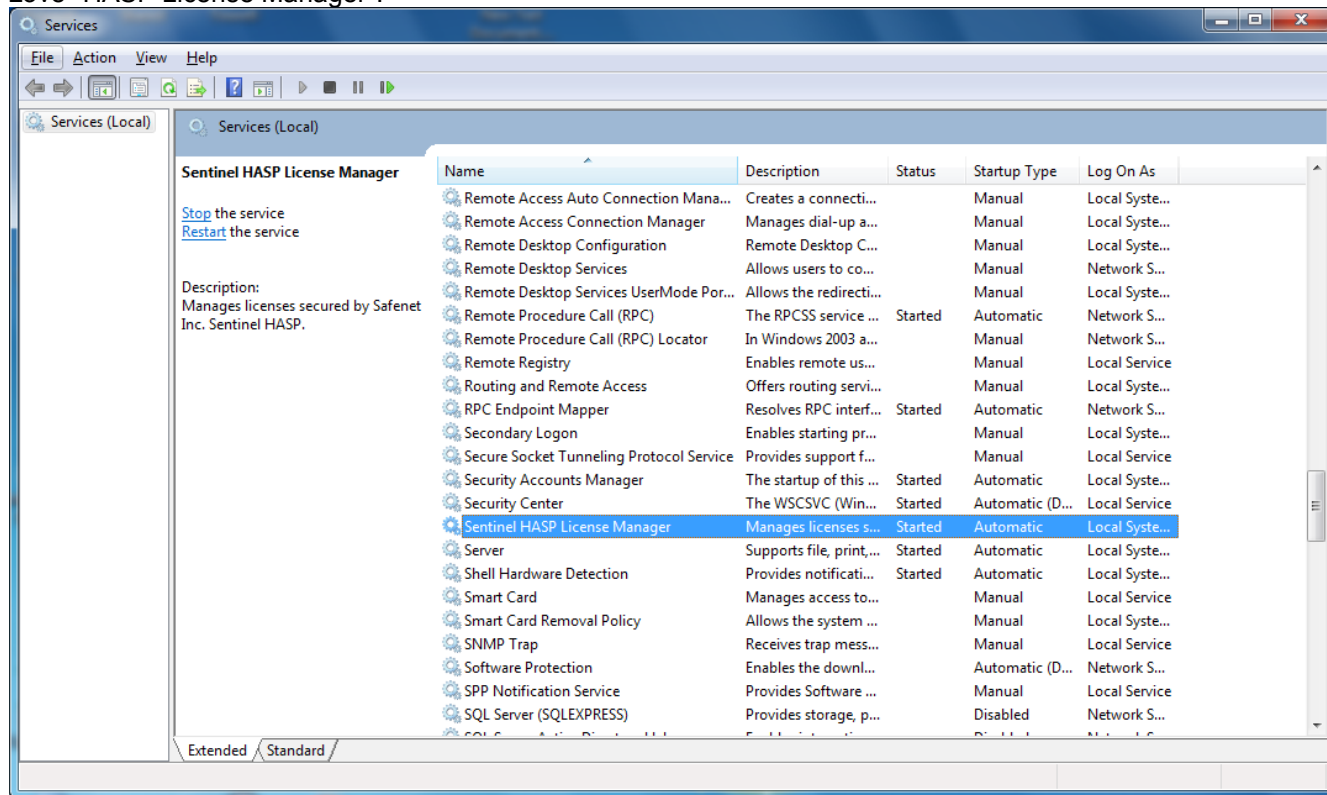 HASP License Manager
Services
File Action View Help
Services (Local)
Services (Local)
Sentinel HASP License Manager
Stop the service
Restart the service
Description:
Manages licenses secured by Safenet
Inc. Sentinel HASP.
Name Description Status Startup Type Log On As
Remote Access Auto Connection Mana... Creates a connecti... Manual Local Syste...
Remote Access Connection Manager Manages dial-up a... Manual Local Syste...
Remote Desktop Configuration Remote Desktop C... Manual Local Syste...
Remote Desktop Services Allows users to co... Manual Network S...
Remote Desktop Services UserMode Por... Allows the redirecti... Manual Local Syste...
Remote Procedure Call (RPC) The RPCSS service ... Started Automatic Network S...
Remote Procedure Call (RPC) Locator In Windows 2003 a... Manual Network S...
Remote Registry Enables remote us... Manual Local Service
Routing and Remote Access Offers routing servi... Manual Local Syste...
RPC Endpoint Mapper Resolves RPC interf... Started Automatic Network S...
Secondary Logon Enables starting pr... Manual Local Syste...
Secure Socket Tunneling Protocol Service Provides support f... Manual Local Service
Security Accounts Manager The startup of this ... Started Automatic Local Syste...
Security Center The WSCSVC (Win... Started Automatic (D... Local Service
Sentinel HASP License Manager Manages licenses s... Started Automatic Local Syste...
Server Supports file, print,... Started Automatic Local Syste...
Shell Hardware Detection Provides notificati... Started Automatic Local Syste...
Smart Card Manages access to... Manual Local Service
Smart Card Removal Policy Allows the system ... Manual Local Syste...
SNMP Trap Receives trap mess... Manual Local Service
Software Protection Enables the downl... Automatic (D... Network S...
SPP Notification Service Provides Software ... Manual Local Service
SQL Server (SQLEXPRESS) Provides storage, p... Disabled Network S...
Extended Standard